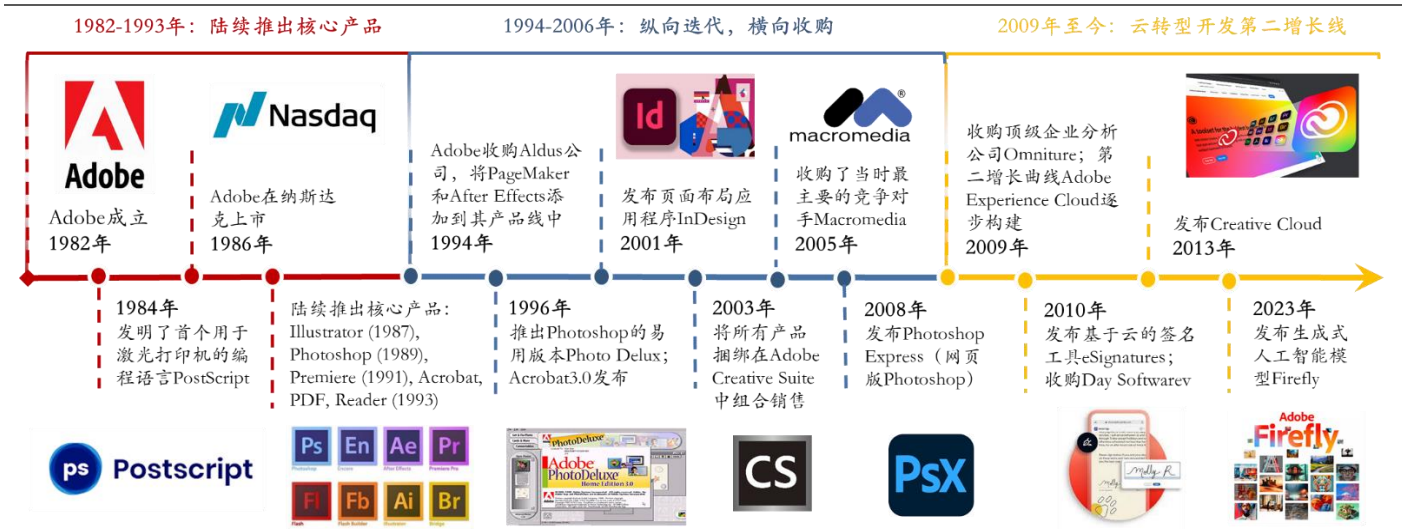 1982-1993年：陆续推出核心产品
1994-2006年：纵向迭代，横向收购
2009年至今：云转型开发第二增长线
Adobe
Adobe成立
1982年
Nasdaq
Adobe在纳斯达
克上市
1986年
Adobe收购Aldus公
司，将PageMaker
和After Effects添
加到其产品线中
1994年
Id
发布页面布局应
用程序InDesign
2001年
macromedia®
收购了当时最
主要的竞争对
手Macromedia
2005年
收购顶级企业分析
公司Omniture；第
二增长曲线Adobe
Experience Cloud逐
步构建
2009年
发布Creative Cloud
2013年
1984年
发明了首个用于
激光打印机的编
程语言PostScript
陆续推出核心产品：
Illustrator (1987),
Photoshop (1989),
Premiere (1991), Acrobat,
PDF, Reader (1993)
1996年
推出Photoshop的易
用版本Photo Delux；
Acrobat3.0发布
2003年
将所有产品
捆绑在Adobe
Creative Suite
中组合销售
2008年
发布Photoshop
Express（网页
版Photoshop）
2010年
发布基于云的签名
工具eSignatures；
收购Day Softwarev
2023年
发布生成式
人工智能模
型Firefly
ps Postscript
Ps En Ae Pr
Photoshop Encore After Effects Premiere Pro
Fl Fb Ai Br
Flash Flash Builder Illustrator Bridge
PhotoDeluxe
Adobe
PhotoDeluxe
Home Edition 3.0
CS
PsX
Molly R
Adobe
Firefly